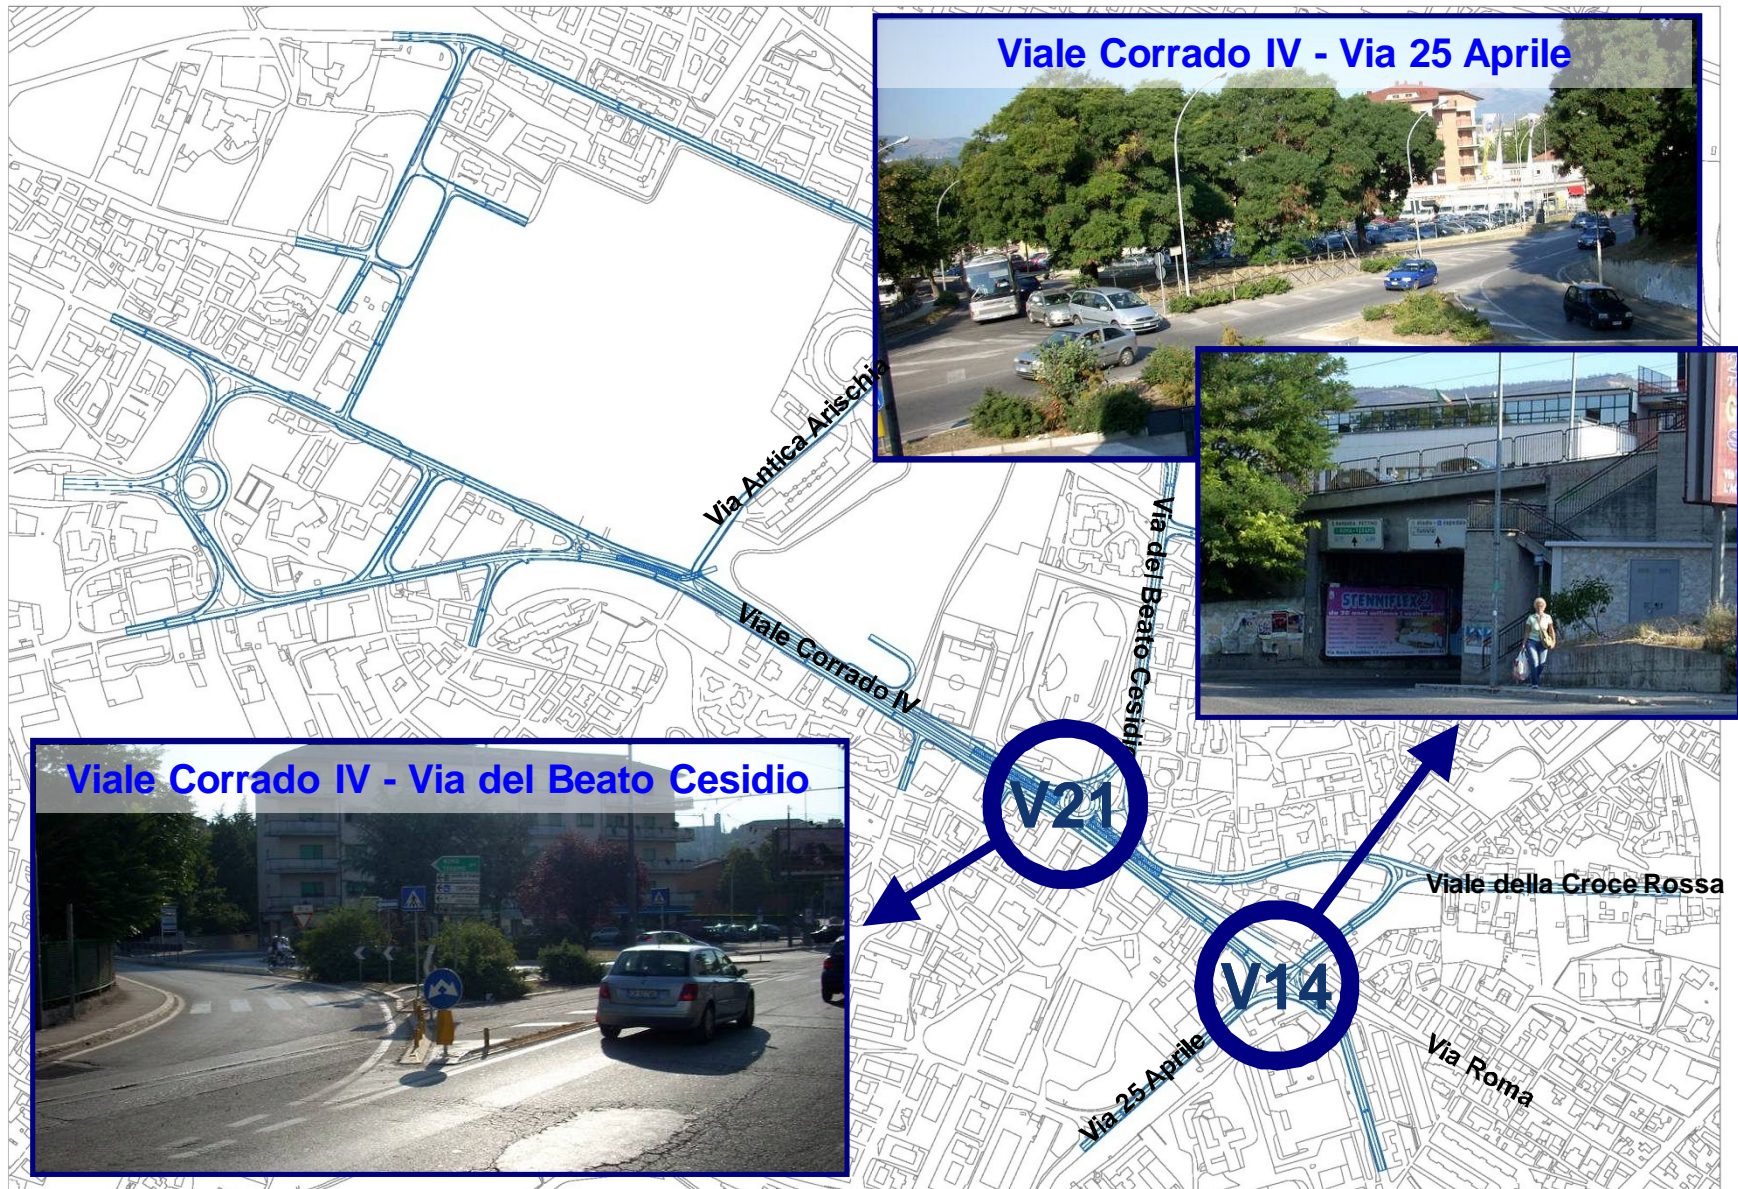 Viale Corrado IV - Via 25 Aprile
Via Antica Arischia
Via del Beato Cesidio
STENNIFLEX 2
Viale Corrado IV
Viale Corrado IV - Via del Beato Cesidio
V21
Viale della Croce Rossa
V14
Via Roma
Via 25 Aprile